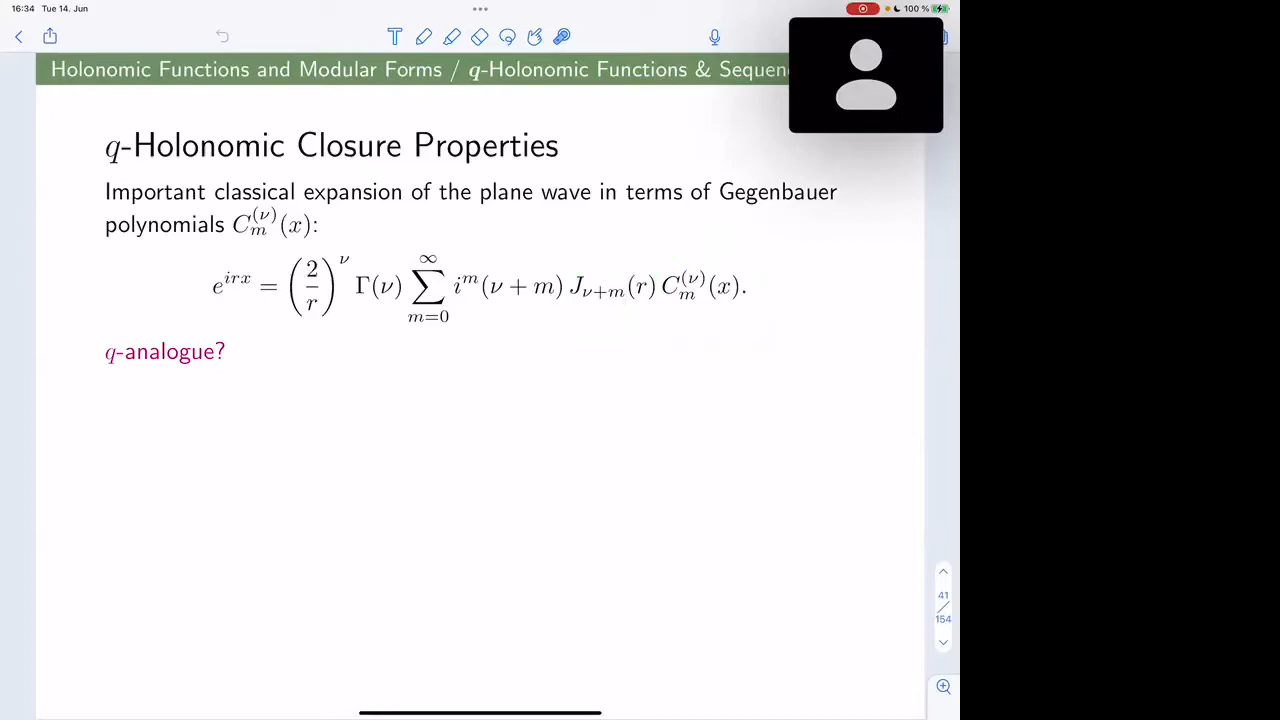 16:34 Tue 14. Jun
100 %
Holonomic Functions and Modular Forms / q-Holonomic Functions & Sequen
q-Holonomic Closure Properties
Important classical expansion of the plane wave in terms of Gegenbauer
polynomials C_m^{(ν)}(x):
e^{irx} = (2/r)^ν Γ(ν) ∑_{m=0}^{∞} i^m (ν + m) J_{ν+m}(r) C_m^{(ν)}(x).
q-analogue?
41
/
154